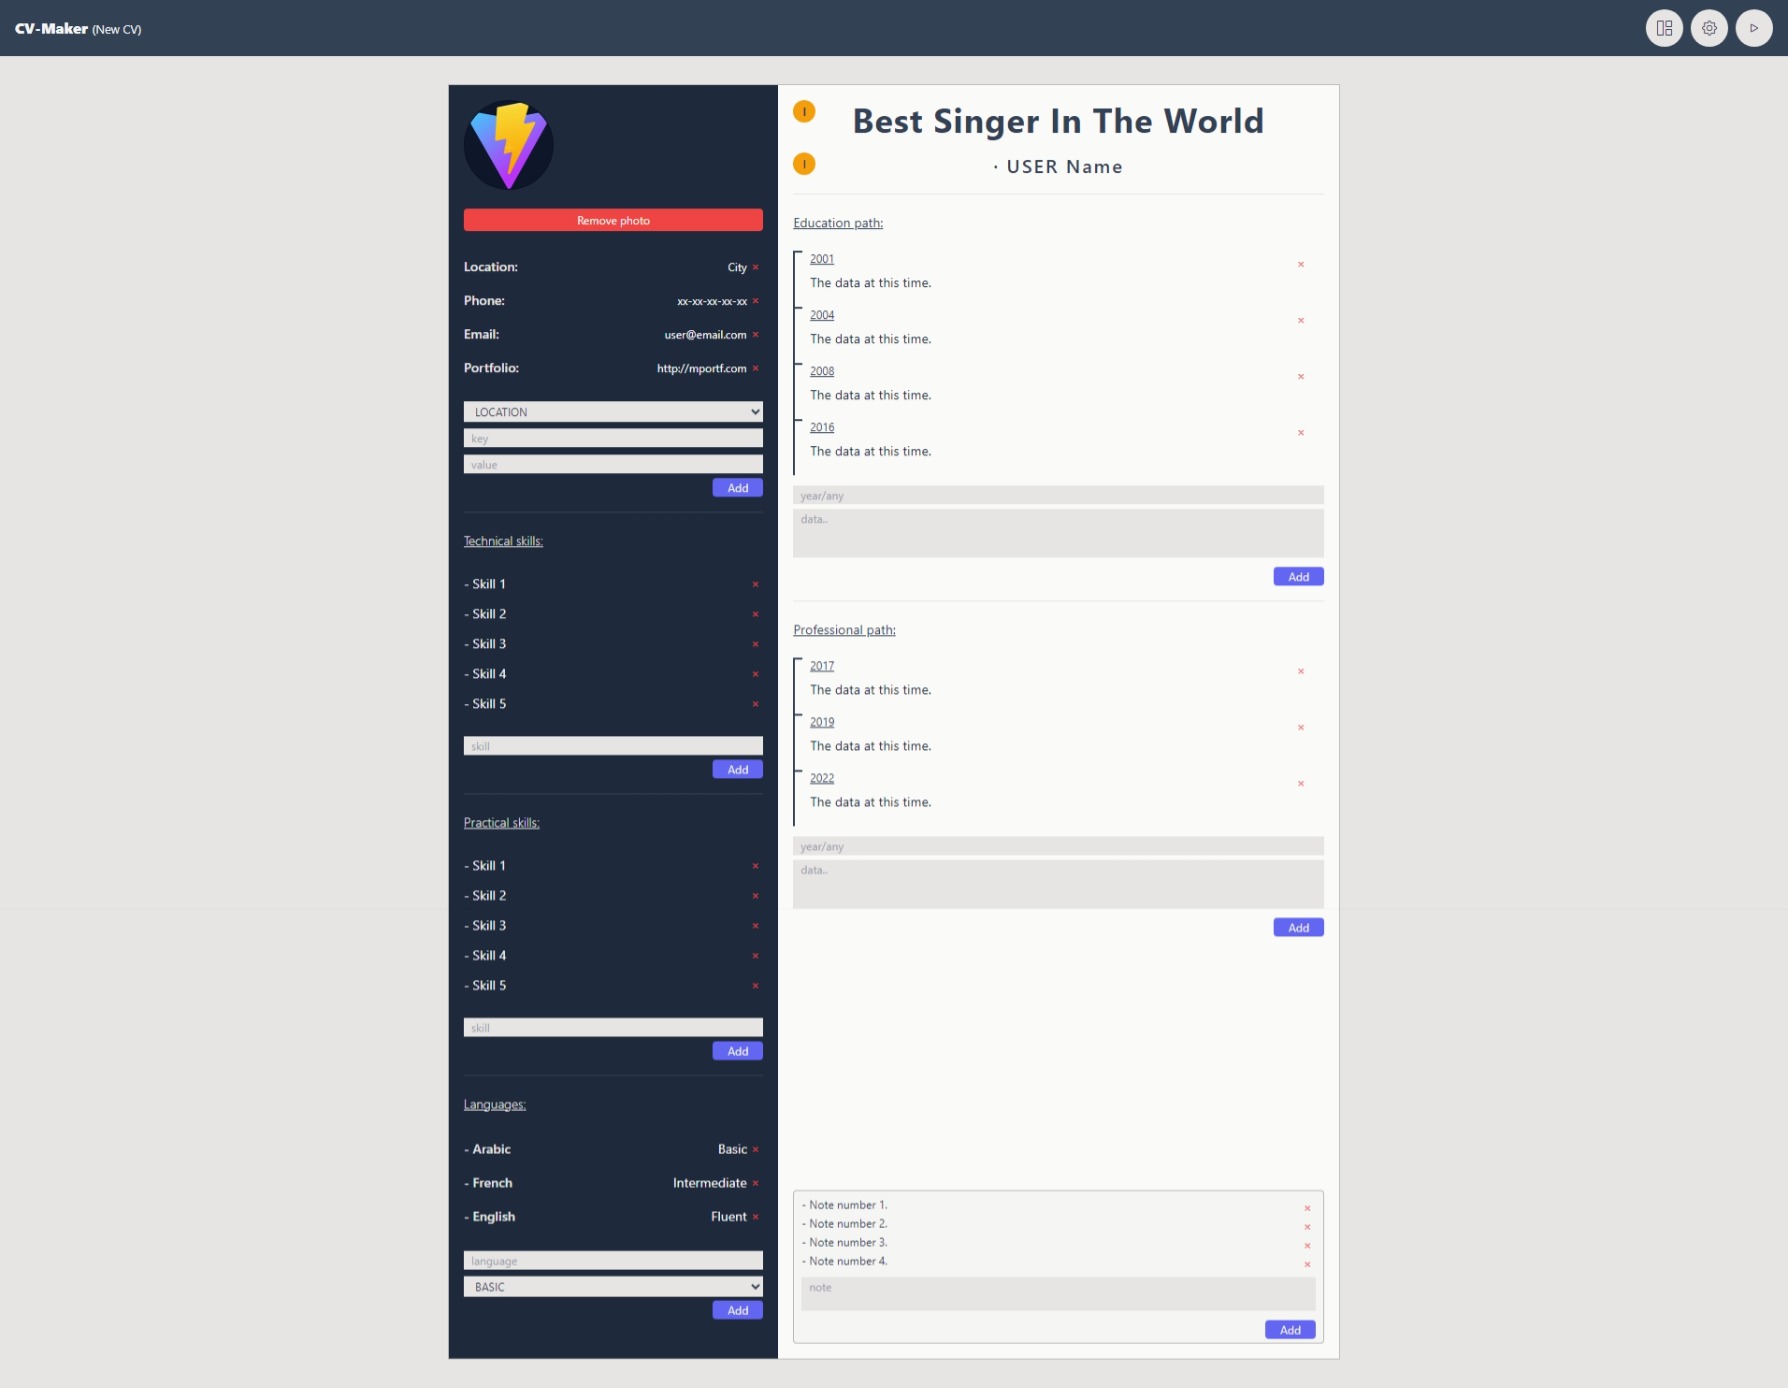 CV-Maker (New CV)
Remove photo
Location: City ×
Phone: xx-xx-xx-xx-xx ×
Email: user@email.com ×
Portfolio: http://mportf.com ×
LOCATION
key
value
Add
Technical skills:
- Skill 1 ×
- Skill 2 ×
- Skill 3 ×
- Skill 4 ×
- Skill 5 ×
skill
Add
Practical skills:
- Skill 1 ×
- Skill 2 ×
- Skill 3 ×
- Skill 4 ×
- Skill 5 ×
skill
Add
Languages:
- Arabic Basic ×
- French Intermediate ×
- English Fluent ×
language
BASIC
Add
I
Best Singer In The World
I
· USER Name
Education path:
2001 ×
The data at this time.
2004 ×
The data at this time.
2008 ×
The data at this time.
2016 ×
The data at this time.
year/any
data..
Add
Professional path:
2017 ×
The data at this time.
2019 ×
The data at this time.
2022 ×
The data at this time.
year/any
data..
Add
- Note number 1. ×
- Note number 2. ×
- Note number 3. ×
- Note number 4. ×
note
Add